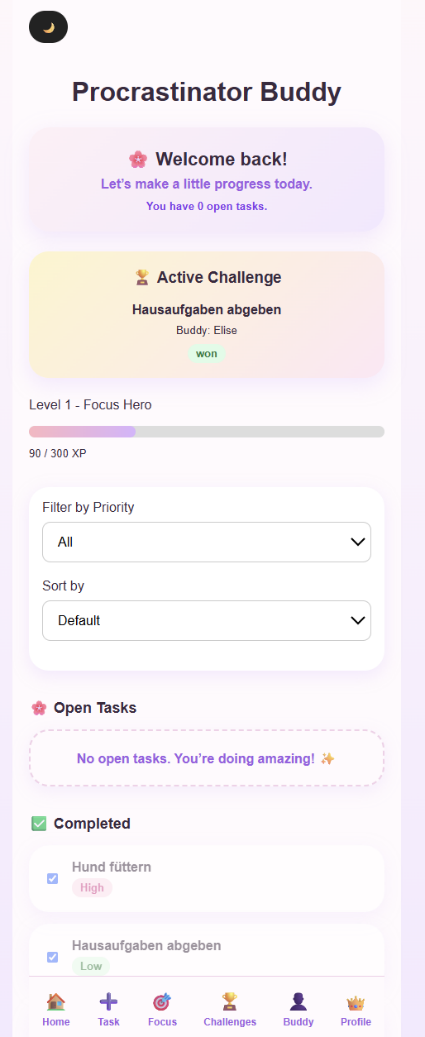 Procrastinator Buddy
Welcome back!
Let's make a little progress today.
You have 0 open tasks.
Active Challenge
Hausaufgaben abgeben
Buddy: Elise
won
Level 1 - Focus Hero
90 / 300 XP
Filter by Priority
All
Sort by
Default
Open Tasks
No open tasks. You're doing amazing! ✨
Completed
Hund füttern
High
Hausaufgaben abgeben
Low
Home Task Focus Challenges Buddy Profile